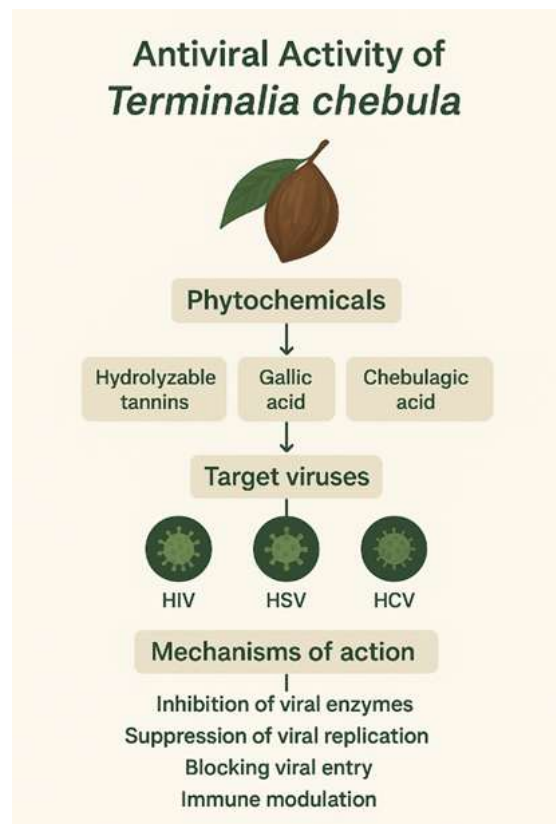 Antiviral Activity of
Terminalia chebula
Phytochemicals
Hydrolyzable
tannins
Gallic
acid
Chebulagic
acid
Target viruses
HIV
HSV
HCV
Mechanisms of action
Inhibition of viral enzymes
Suppression of viral replication
Blocking viral entry
Immune modulation